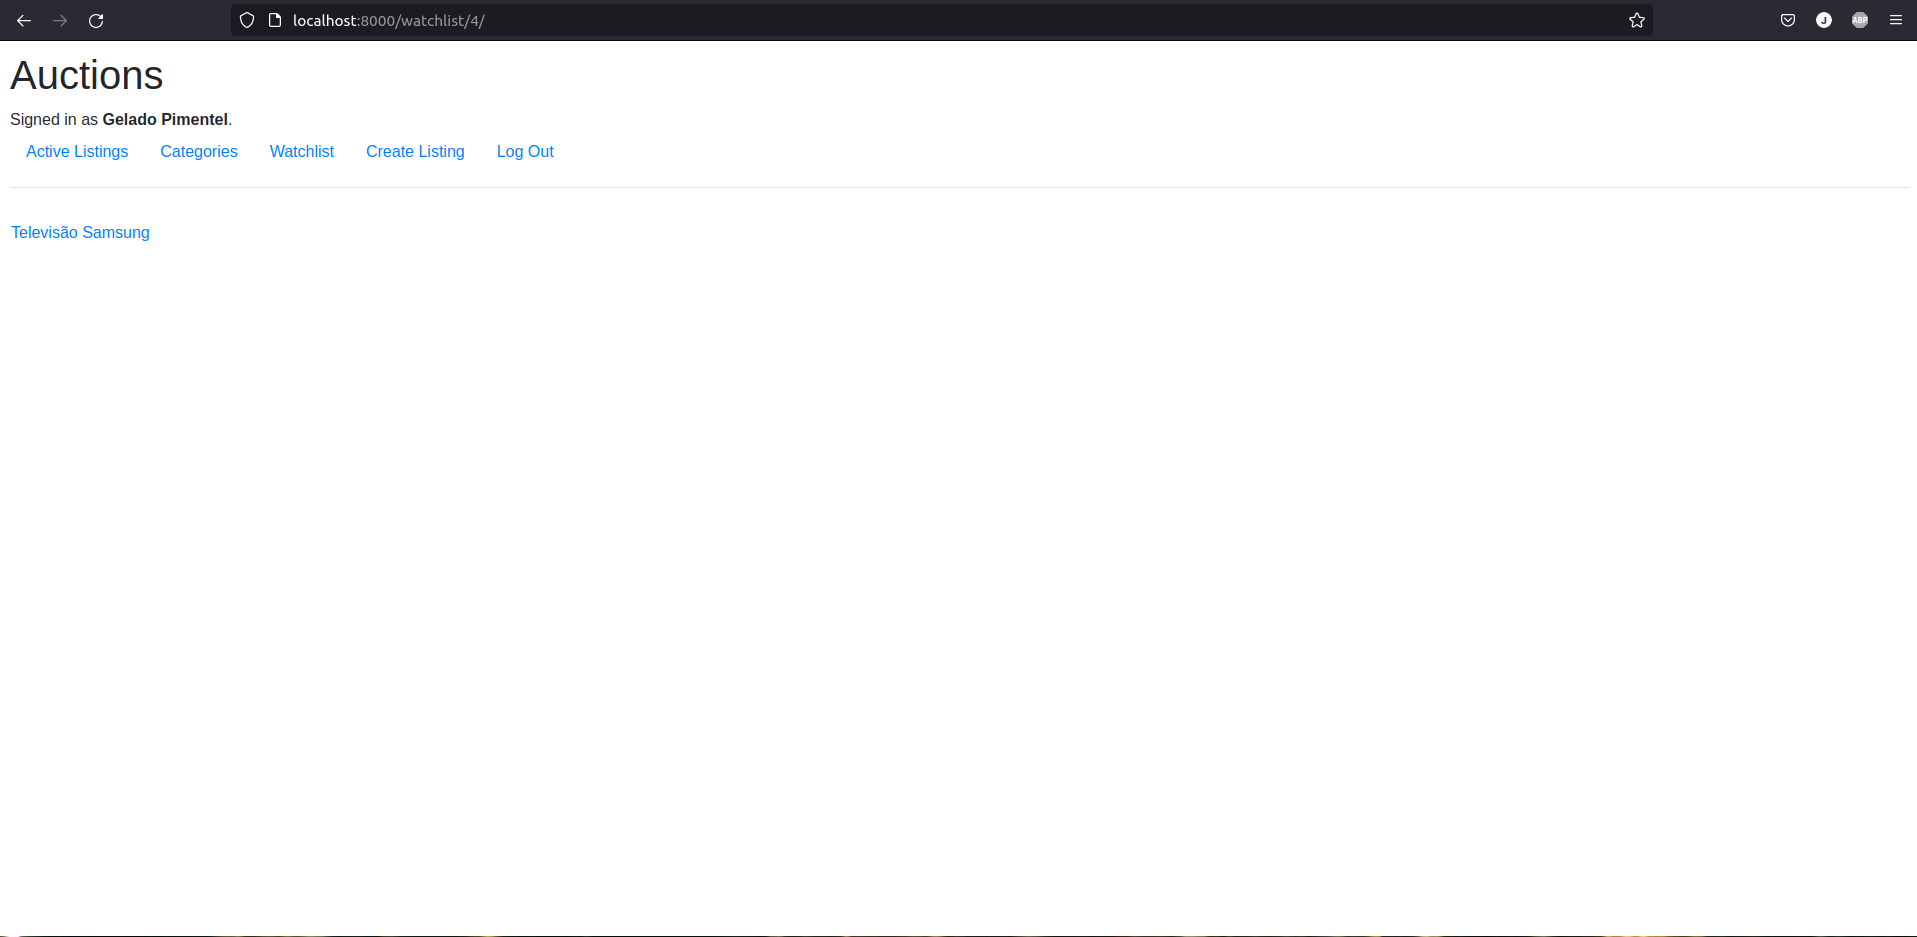 localhost:8000/watchlist/4/
J
ABP
Auctions
Signed in as Gelado Pimentel.
Active Listings Categories Watchlist Create Listing Log Out
Televisão Samsung